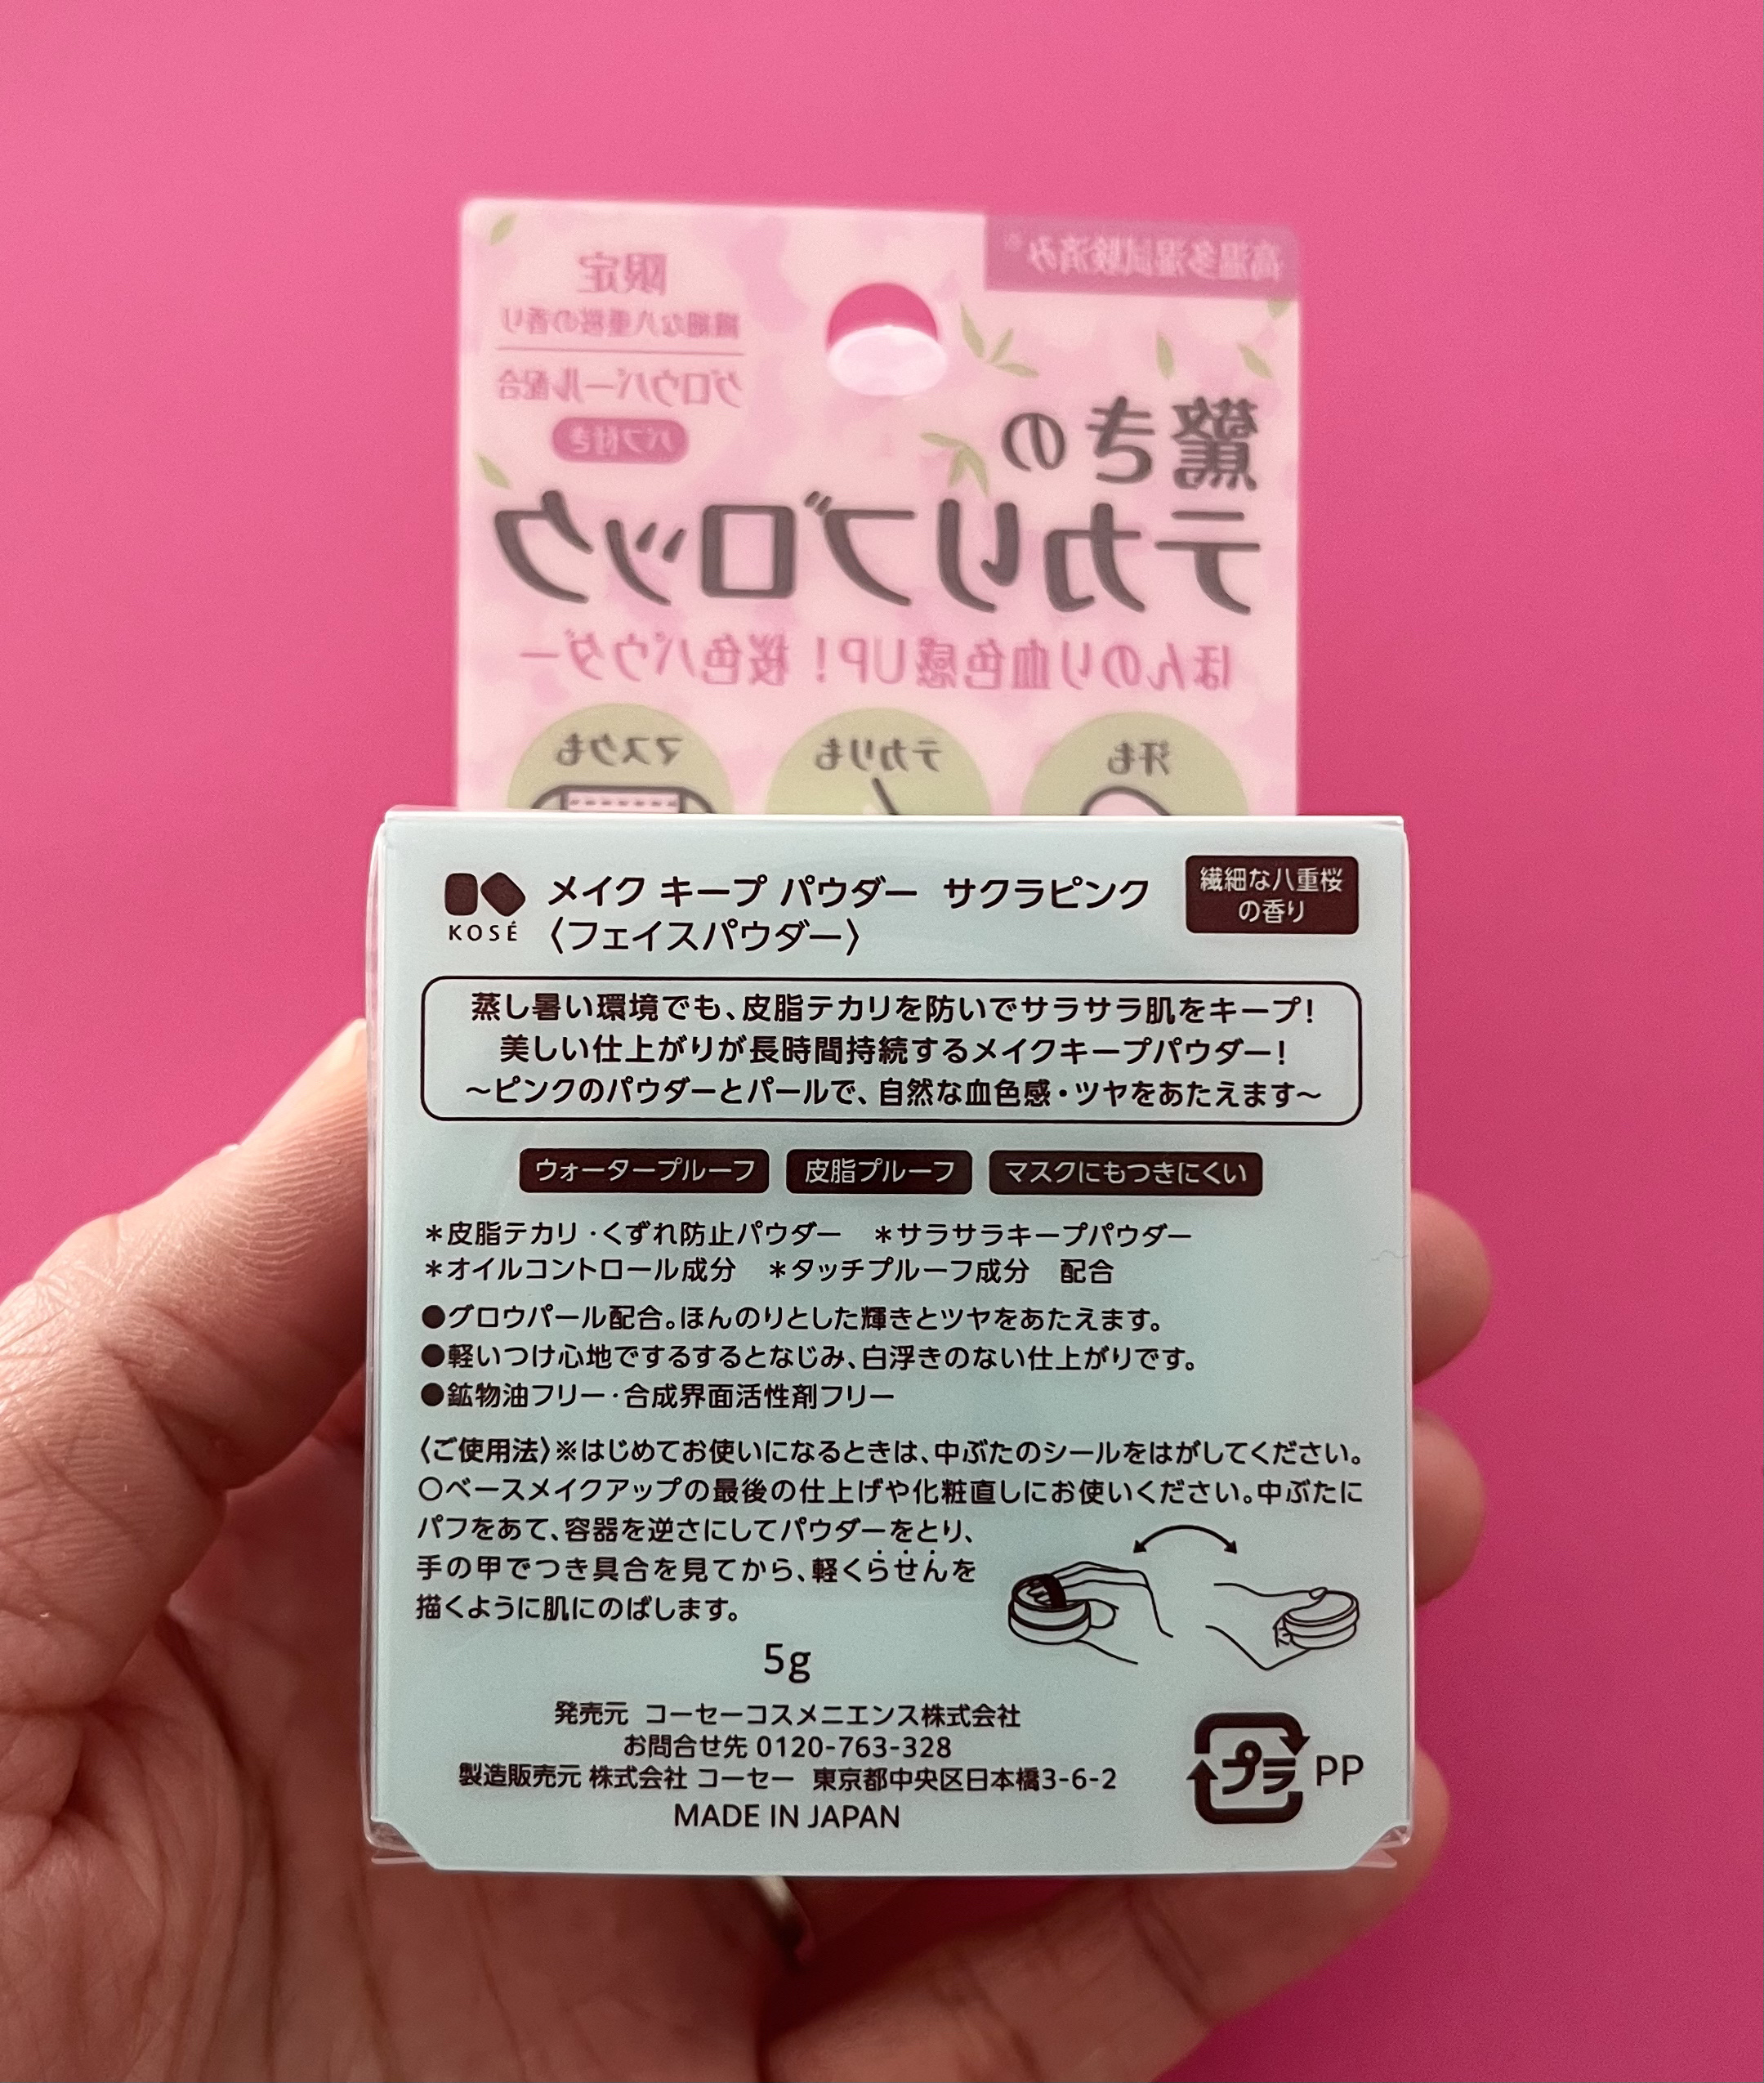 高温多湿試験済み※
限定
繊細な八重桜の香り
グロウパール配合
パフ付き
驚きの
テカリブロック
ほんのり血色感UP！桜色パウダー
汗も
テカリも
マスクも
KOSÉ
メイク キープ パウダー サクラピンク
〈フェイスパウダー〉
繊細な八重桜
の香り
蒸し暑い環境でも、皮脂テカリを防いでサラサラ肌をキープ！
美しい仕上がりが長時間持続するメイクキープパウダー！
～ピンクのパウダーとパールで、自然な血色感・ツヤをあたえます～
ウォータープルーフ 皮脂プルーフ マスクにもつきにくい
＊皮脂テカリ・くずれ防止パウダー ＊サラサラキープパウダー
＊オイルコントロール成分 ＊タッチプルーフ成分 配合
●グロウパール配合。ほんのりとした輝きとツヤをあたえます。
●軽いつけ心地でするするとなじみ、白浮きのない仕上がりです。
●鉱物油フリー・合成界面活性剤フリー
〈ご使用法〉※はじめてお使いになるときは、中ぶたのシールをはがしてください。
○ベースメイクアップの最後の仕上げや化粧直しにお使いください。中ぶたに
パフをあて、容器を逆さにしてパウダーをとり、
手の甲でつき具合を見てから、軽くらせんを
描くように肌にのばします。
5g
発売元 コーセーコスメニエンス株式会社
お問合せ先 0120-763-328
製造販売元 株式会社 コーセー 東京都中央区日本橋3-6-2
MADE IN JAPAN
プラ PP